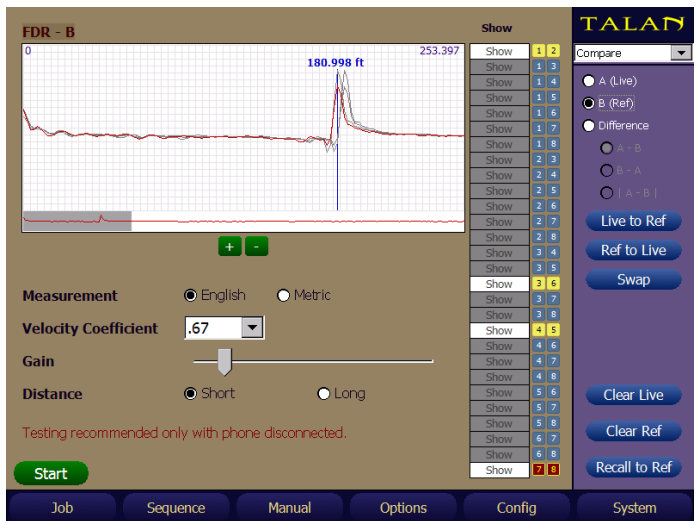 FDR - B
0
253.397
180.998 ft
+ -
Measurement
English
Metric
Velocity Coefficient
.67
Gain
Distance
Short
Long
Testing recommended only with phone disconnected.
Start
Show
Show 1 2
Show 1 3
Show 1 4
Show 1 5
Show 1 6
Show 1 7
Show 1 8
Show 2 3
Show 2 4
Show 2 5
Show 2 6
Show 2 7
Show 2 8
Show 3 4
Show 3 5
Show 3 6
Show 3 7
Show 3 8
Show 4 5
Show 4 6
Show 4 7
Show 4 8
Show 5 6
Show 5 7
Show 5 8
Show 6 7
Show 6 8
Show 7 8
TALAN
Compare
A (Live)
B (Ref)
Difference
A - B
B - A
| A - B |
Live to Ref
Ref to Live
Swap
Clear Live
Clear Ref
Recall to Ref
Job
Sequence
Manual
Options
Config
System